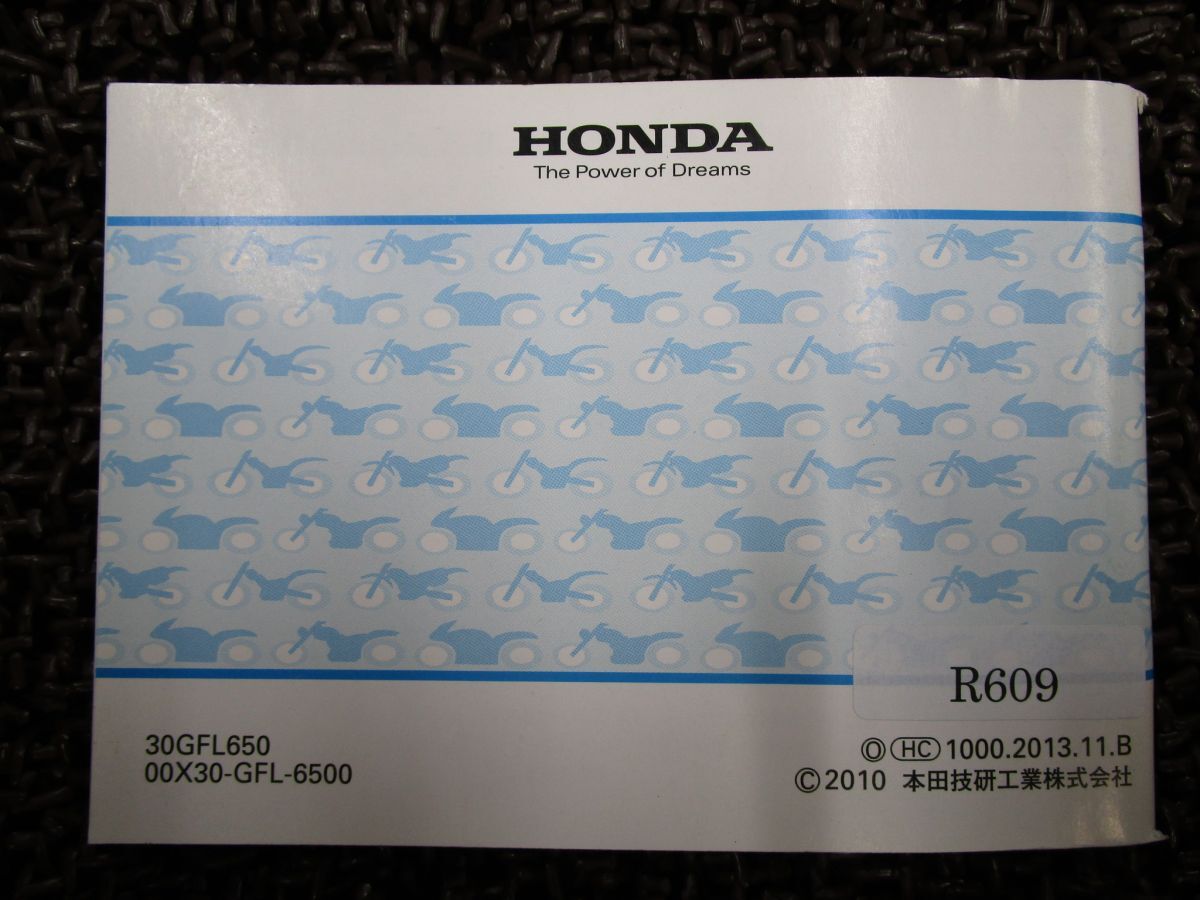 HONDA
The Power of Dreams
R609
30GFL650
00X30-GFL-6500
O HC 1000.2013.11.B
©2010 本田技研工業株式会社